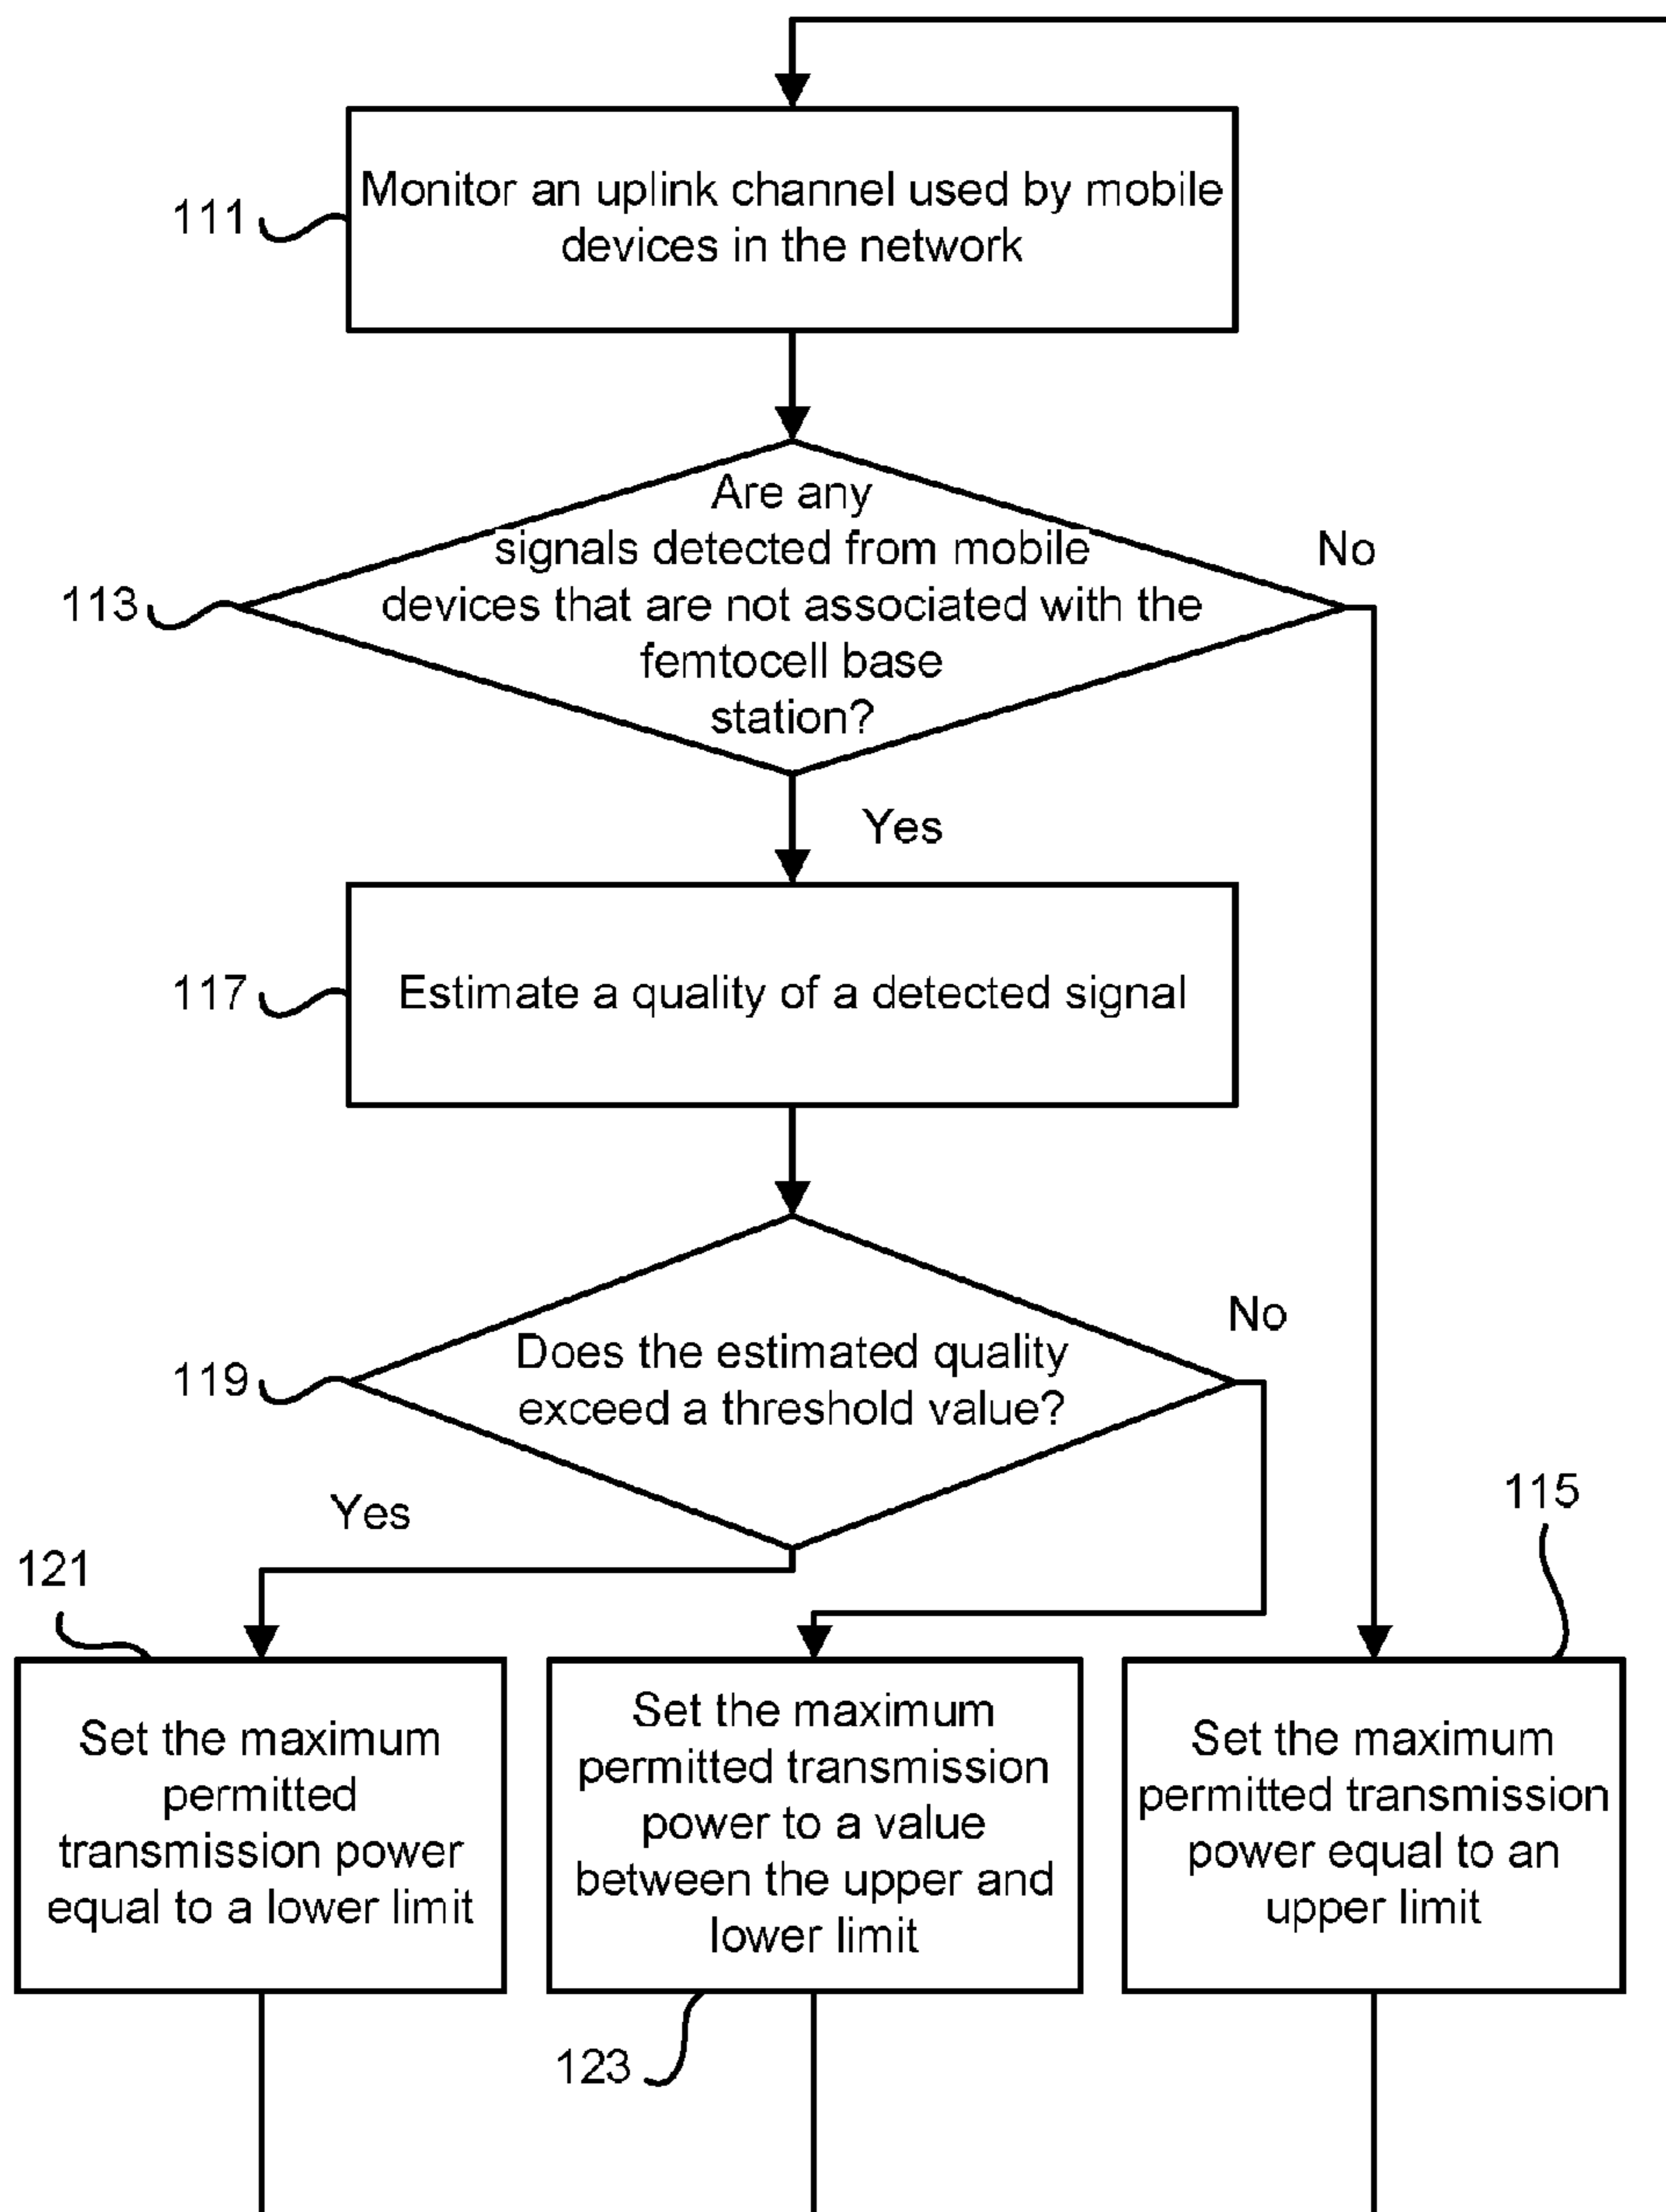 111
Monitor an uplink channel used by mobile
devices in the network
113
Are any
signals detected from mobile
devices that are not associated with the
femtocell base
station?
No
Yes
117
Estimate a quality of a detected signal
119
Does the estimated quality
exceed a threshold value?
No
Yes
121
Set the maximum
permitted
transmission power
equal to a lower limit
Set the maximum
permitted transmission
power to a value
between the upper and
lower limit
123
115
Set the maximum
permitted transmission
power equal to an
upper limit